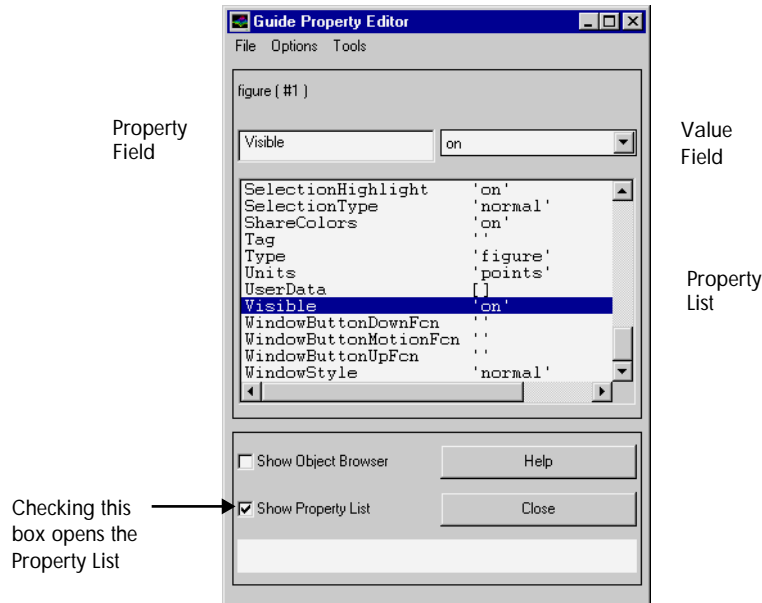 Guide Property Editor
File Options Tools
figure ( #1 )
Property
Field
Visible
on
Value
Field
SelectionHighlight 'on'
SelectionType 'normal'
ShareColors 'on'
Tag ''
Type 'figure'
Units 'points'
UserData []
Visible 'on'
WindowButtonDownFcn ''
WindowButtonMotionFcn ''
WindowButtonUpFcn ''
WindowStyle 'normal'
Property
List
Show Object Browser
Help
Checking this
box opens the
Property List
Show Property List
Close